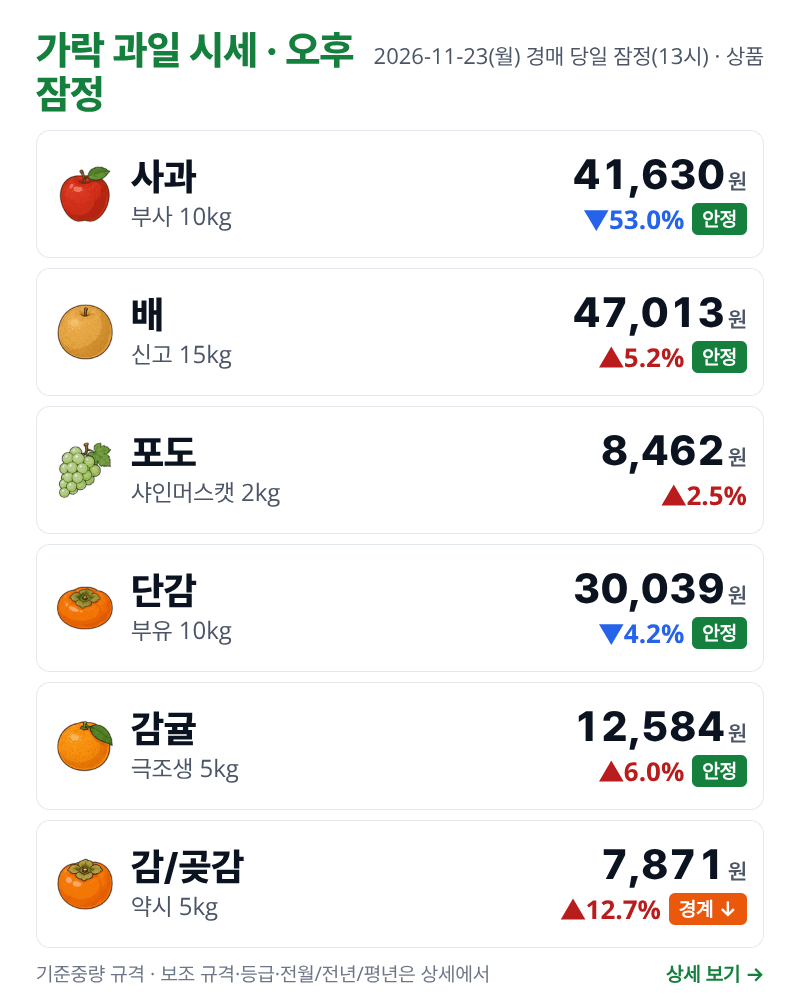 가락 과일 시세 · 오후 잠정
2026-11-23(월) 경매 당일 잠정(13시) · 상품
사과
부사 10kg
41,630원
▼53.0% 안정
배
신고 15kg
47,013원
▲5.2% 안정
포도
샤인머스캣 2kg
8,462원
▲2.5%
단감
부유 10kg
30,039원
▼4.2% 안정
감귤
극조생 5kg
12,584원
▲6.0% 안정
감/곶감
약시 5kg
7,871원
▲12.7% 경계 ↓
기준중량 규격 · 보조 규격·등급·전월/전년/평년은 상세에서
상세 보기 →